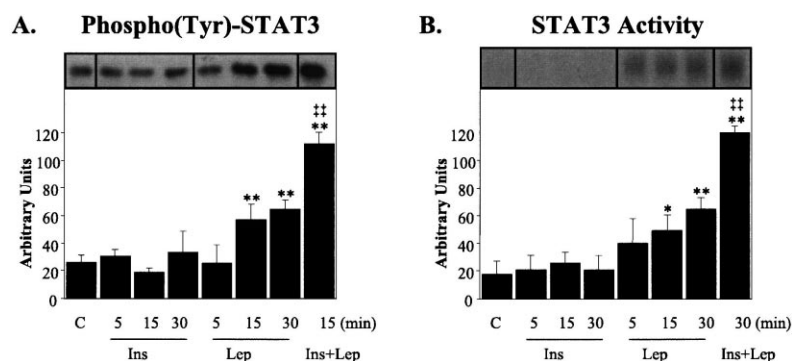 A. Phospho(Tyr)-STAT3
Arbitrary Units
120
100
80
60
40
20
0
** ** ‡‡ **
C 5 15 30 5 15 30 15 (min)
Ins Lep Ins+Lep
B. STAT3 Activity
Arbitrary Units
120
100
80
60
40
20
0
* ** ‡‡ **
C 5 15 30 5 15 30 30 (min)
Ins Lep Ins+Lep